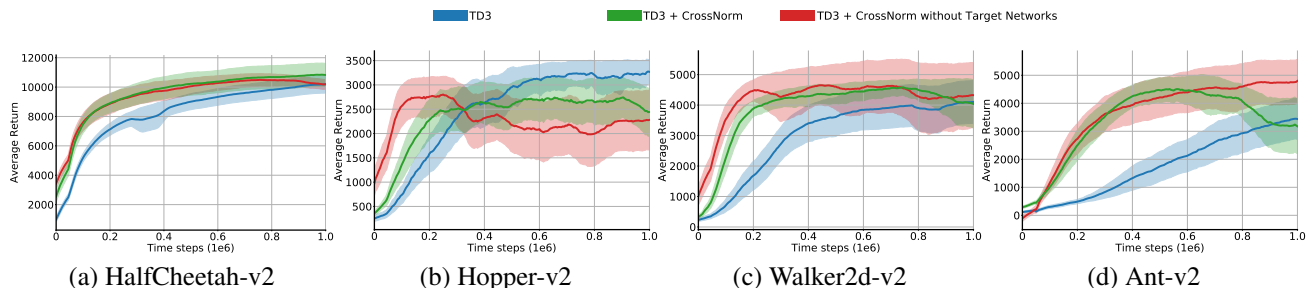 TD3 TD3 + CrossNorm TD3 + CrossNorm without Target Networks
12000
10000
8000
6000
4000
2000
Average Return
0 0.2 0.4 0.6 0.8 1.0
Time steps (1e6)
(a) HalfCheetah-v2
3500
3000
2500
2000
1500
1000
500
Average Return
0 0.2 0.4 0.6 0.8 1.0
Time steps (1e6)
(b) Hopper-v2
5000
4000
3000
2000
1000
0
Average Return
0 0.2 0.4 0.6 0.8 1.0
Time steps (1e6)
(c) Walker2d-v2
5000
4000
3000
2000
1000
0
Average Return
0 0.2 0.4 0.6 0.8 1.0
Time steps (1e6)
(d) Ant-v2